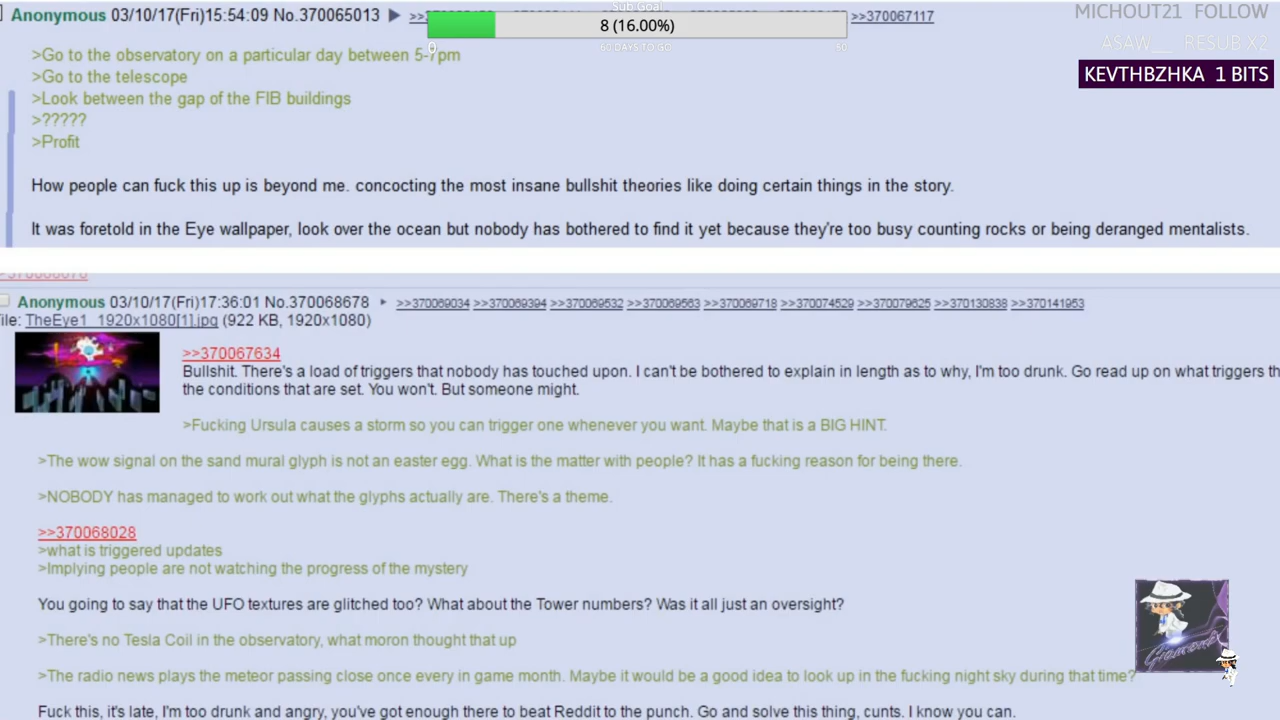 Anonymous 03/10/17(Fri)15:54:09 No.370065013 >>370067117
Sub Goal
8 (16.00%)
0 60 DAYS TO GO 50
MICHOUT21 FOLLOW
ASAW__ RESUB X2
KEVTHBZHKA 1 BITS
>Go to the observatory on a particular day between 5-7pm
>Go to the telescope
>Look between the gap of the FIB buildings
>?????
>Profit
How people can fuck this up is beyond me. concocting the most insane bullshit theories like doing certain things in the story.
It was foretold in the Eye wallpaper, look over the ocean but nobody has bothered to find it yet because they're too busy counting rocks or being deranged mentalists.
Anonymous 03/10/17(Fri)17:36:01 No.370068678 >>370069034 >>370069394 >>370069532 >>370069563 >>370069718 >>370074529 >>370079625 >>370130838 >>370141953
ile: TheEye1_1920x1080[1].jpg (922 KB, 1920x1080)
>>370067634
Bullshit. There's a load of triggers that nobody has touched upon. I can't be bothered to explain in length as to why, I'm too drunk. Go read up on what triggers th
the conditions that are set. You won't. But someone might.
>Fucking Ursula causes a storm so you can trigger one whenever you want. Maybe that is a BIG HINT.
>The wow signal on the sand mural glyph is not an easter egg. What is the matter with people? It has a fucking reason for being there.
>NOBODY has managed to work out what the glyphs actually are. There's a theme.
>>370068028
>what is triggered updates
>Implying people are not watching the progress of the mystery
You going to say that the UFO textures are glitched too? What about the Tower numbers? Was it all just an oversight?
>There's no Tesla Coil in the observatory, what moron thought that up
>The radio news plays the meteor passing close once every in game month. Maybe it would be a good idea to look up in the fucking night sky during that time?
Fuck this, it's late, I'm too drunk and angry, you've got enough there to beat Reddit to the punch. Go and solve this thing, cunts. I know you can.